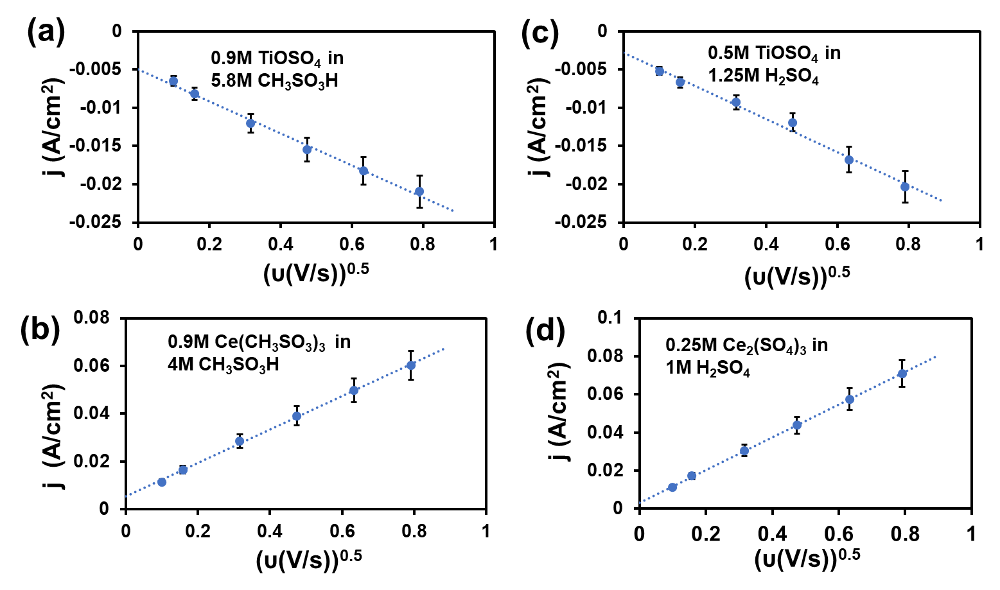 (a)
0
-0.005
-0.01
-0.015
-0.02
-0.025
j (A/cm²)
0.9M TiOSO₄ in
5.8M CH₃SO₃H
0 0.2 0.4 0.6 0.8 1
(υ(V/s))⁰·⁵
(c)
0
-0.005
-0.01
-0.015
-0.02
-0.025
j (A/cm²)
0.5M TiOSO₄ in
1.25M H₂SO₄
0 0.2 0.4 0.6 0.8 1
(υ(V/s))⁰·⁵
(b)
0.08
0.06
0.04
0.02
0
j (A/cm²)
0.9M Ce(CH₃SO₃)₃ in
4M CH₃SO₃H
0 0.2 0.4 0.6 0.8 1
(υ(V/s))⁰·⁵
(d)
0.1
0.08
0.06
0.04
0.02
0
j (A/cm²)
0.25M Ce₂(SO₄)₃ in
1M H₂SO₄
0 0.2 0.4 0.6 0.8 1
(υ(V/s))⁰·⁵